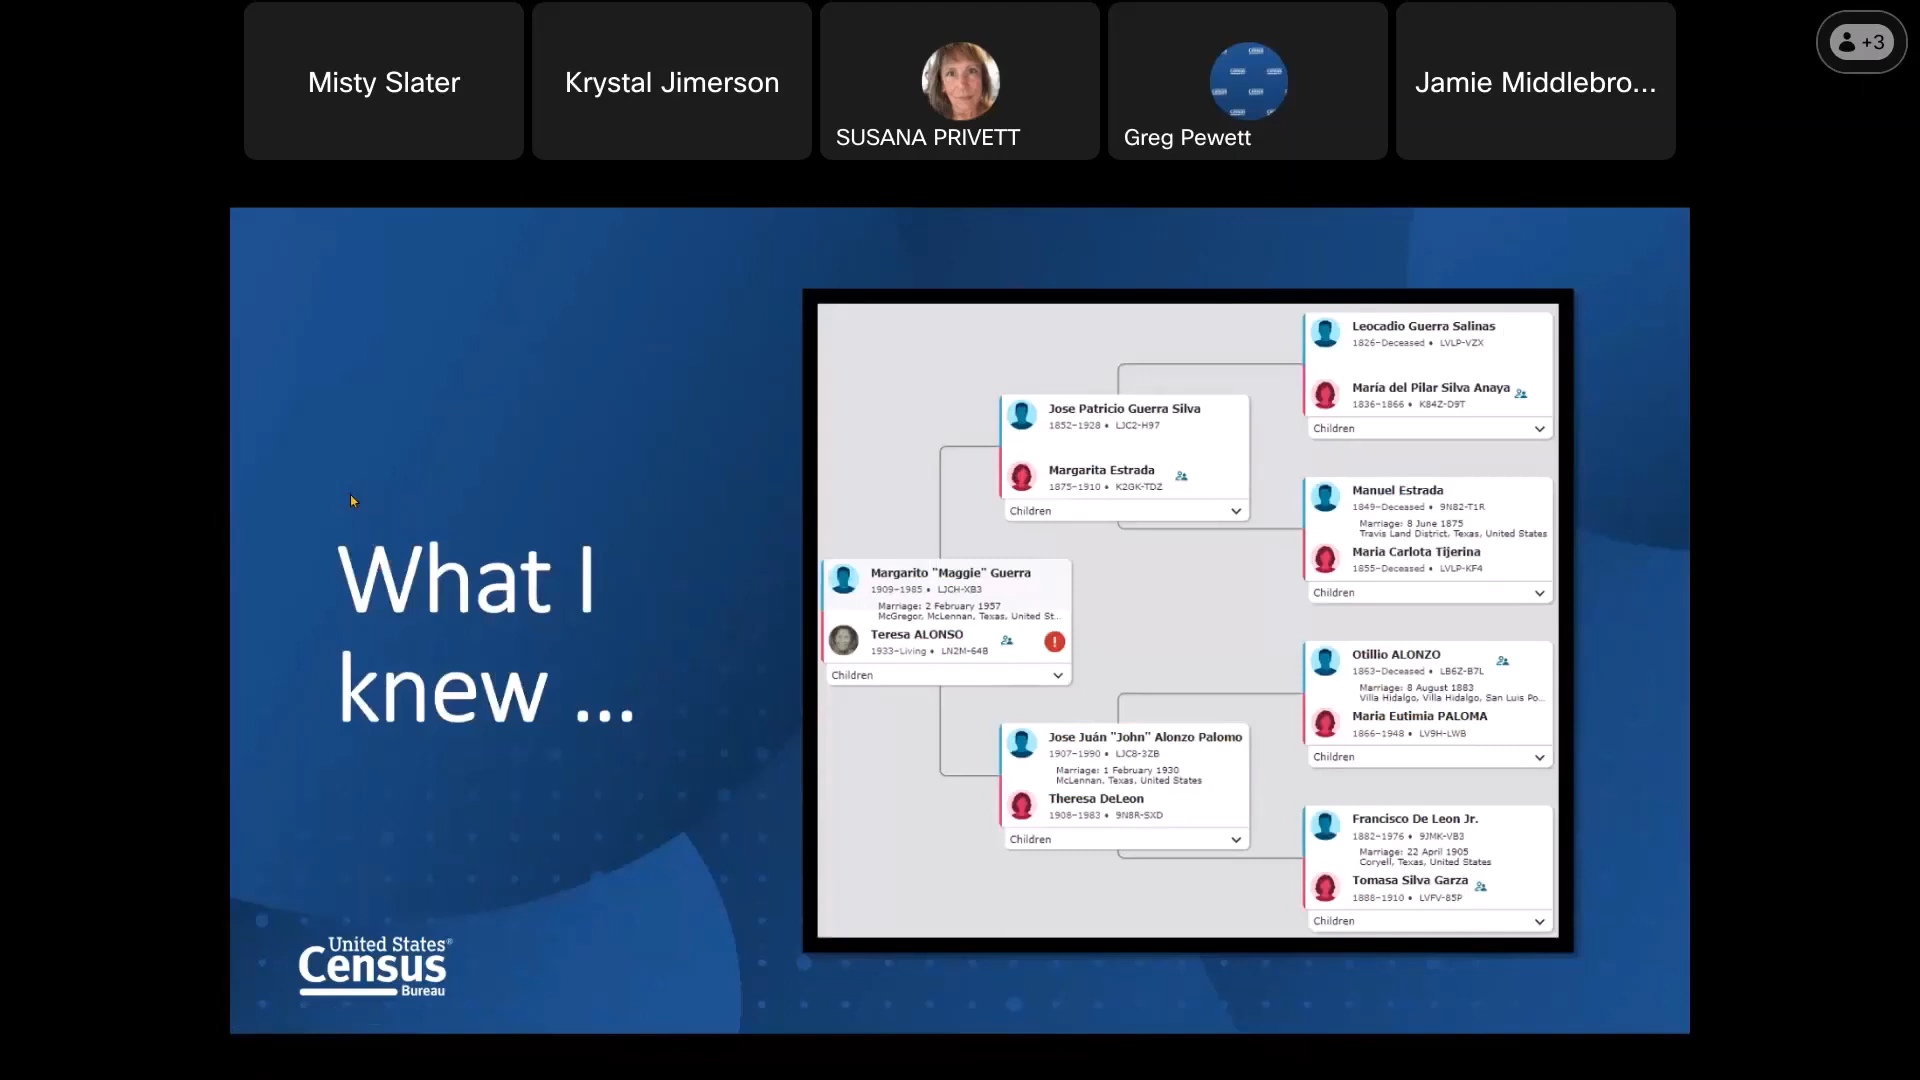 Misty Slater
Krystal Jimerson
SUSANA PRIVETT
Greg Pewett
Jamie Middlebro...
+3
What I
knew ...
United States®
Census
Bureau
Margarito "Maggie" Guerra
1909–1985 • LJCH-XB3
Marriage: 2 February 1957
McGregor, McLennan, Texas, United St...
Teresa ALONSO
1933–Living • LN2M-64B
!
Children
Jose Patricio Guerra Silva
1852–1928 • LJC2-H97
Margarita Estrada
1875–1910 • K2GK-TDZ
Children
Jose Juán "John" Alonzo Palomo
1907–1990 • LJC8-3ZB
Marriage: 1 February 1930
McLennan, Texas, United States
Theresa DeLeon
1908–1983 • 9N8R-SXD
Children
Leocadio Guerra Salinas
1826–Deceased • LVLP-VZX
María del Pilar Silva Anaya
1836–1866 • K84Z-D9T
Children
Manuel Estrada
1849–Deceased • 9N82-T1R
Marriage: 8 June 1875
Travis Land District, Texas, United States
Maria Carlota Tijerina
1855–Deceased • LVLP-KF4
Children
Otillio ALONZO
1863–Deceased • LB6Z-B7L
Marriage: 8 August 1883
Villa Hidalgo, Villa Hidalgo, San Luis Po...
Maria Eutimia PALOMA
1866–1948 • LV9H-LWB
Children
Francisco De Leon Jr.
1882–1976 • 9JMK-VB3
Marriage: 22 April 1905
Coryell, Texas, United States
Tomasa Silva Garza
1888–1910 • LVFV-85P
Children